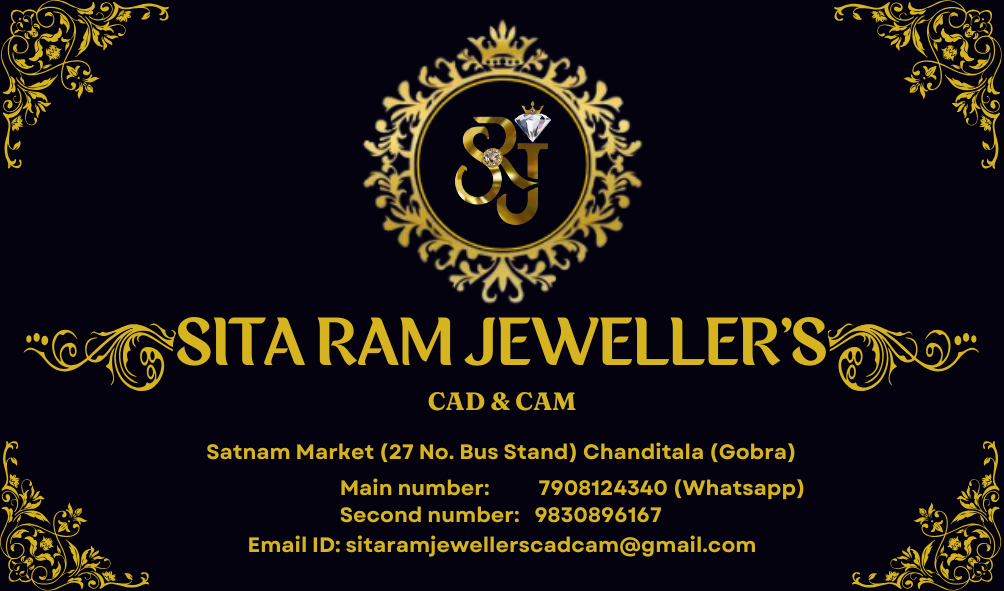 SRJ
SITA RAM JEWELLER’S
CAD & CAM
Satnam Market (27 No. Bus Stand) Chanditala (Gobra)
Main number: 7908124340 (Whatsapp)
Second number: 9830896167
Email ID: sitaramjewellerscadcam@gmail.com